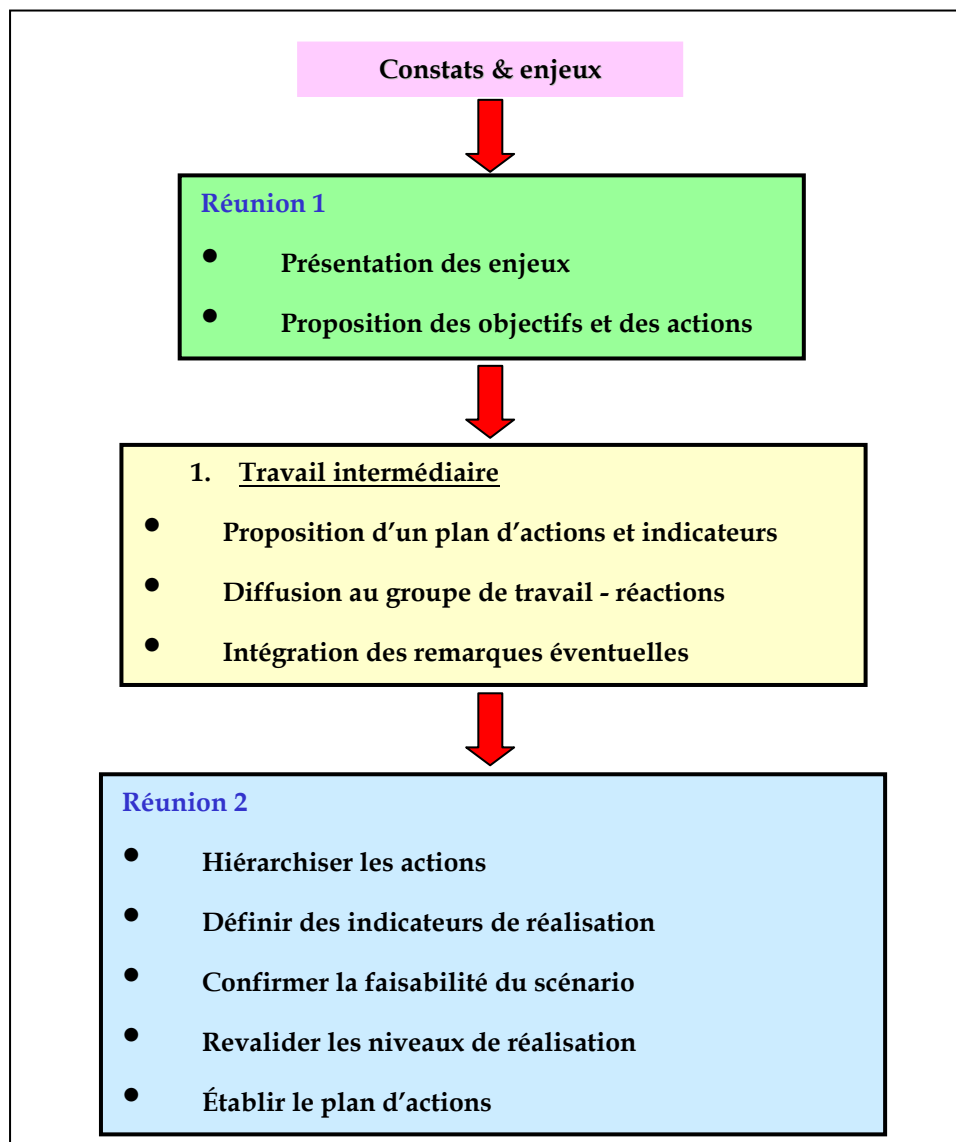 Constats & enjeux
Réunion 1
• Présentation des enjeux
• Proposition des objectifs et des actions
1. Travail intermédiaire
• Proposition d’un plan d’actions et indicateurs
• Diffusion au groupe de travail - réactions
• Intégration des remarques éventuelles
Réunion 2
• Hiérarchiser les actions
• Définir des indicateurs de réalisation
• Confirmer la faisabilité du scénario
• Revalider les niveaux de réalisation
• Établir le plan d’actions